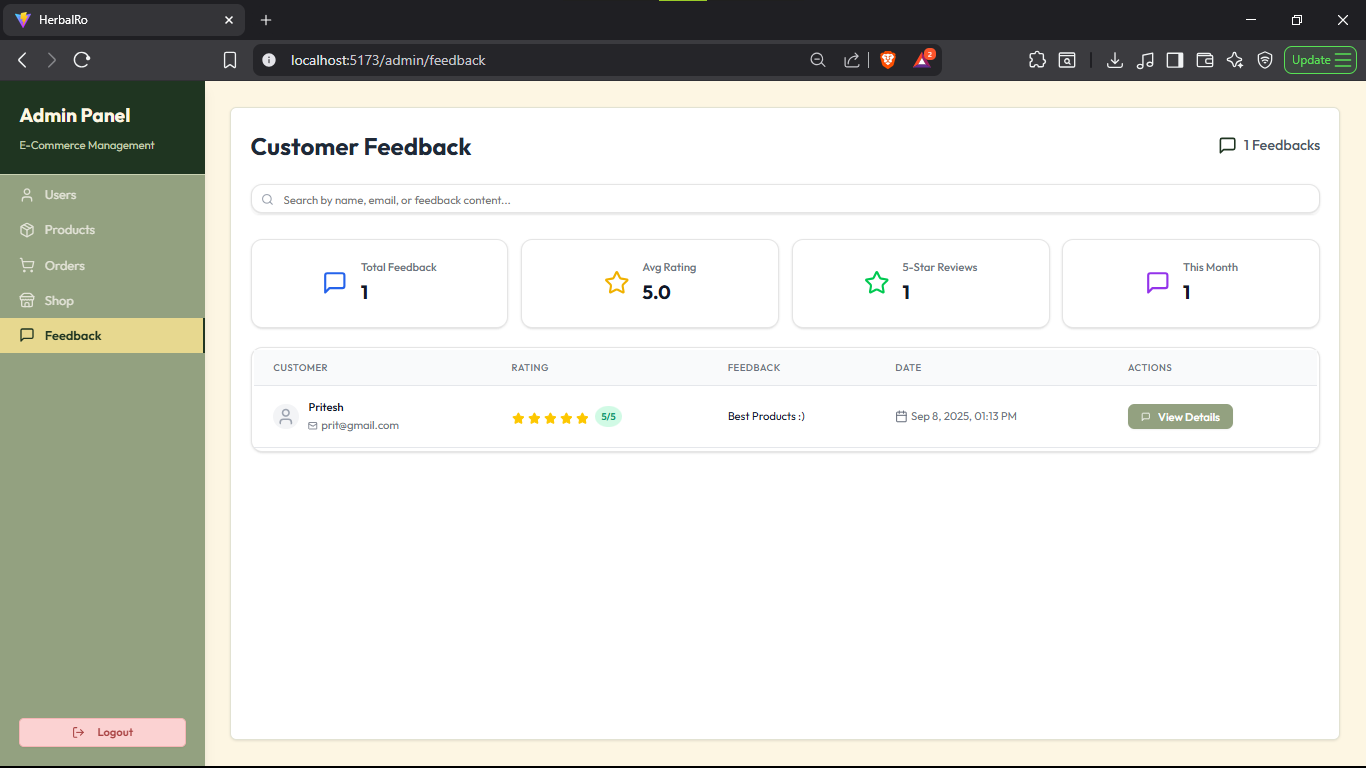 HerbalRo
localhost:5173/admin/feedback
2
Update
Admin Panel
E-Commerce Management
Users
Products
Orders
Shop
Feedback
Logout
Customer Feedback
1 Feedbacks
Search by name, email, or feedback content...
Total Feedback
1
Avg Rating
5.0
5-Star Reviews
1
This Month
1
CUSTOMER RATING FEEDBACK DATE ACTIONS
Pritesh
prit@gmail.com
5/5
Best Products :)
Sep 8, 2025, 01:13 PM
View Details